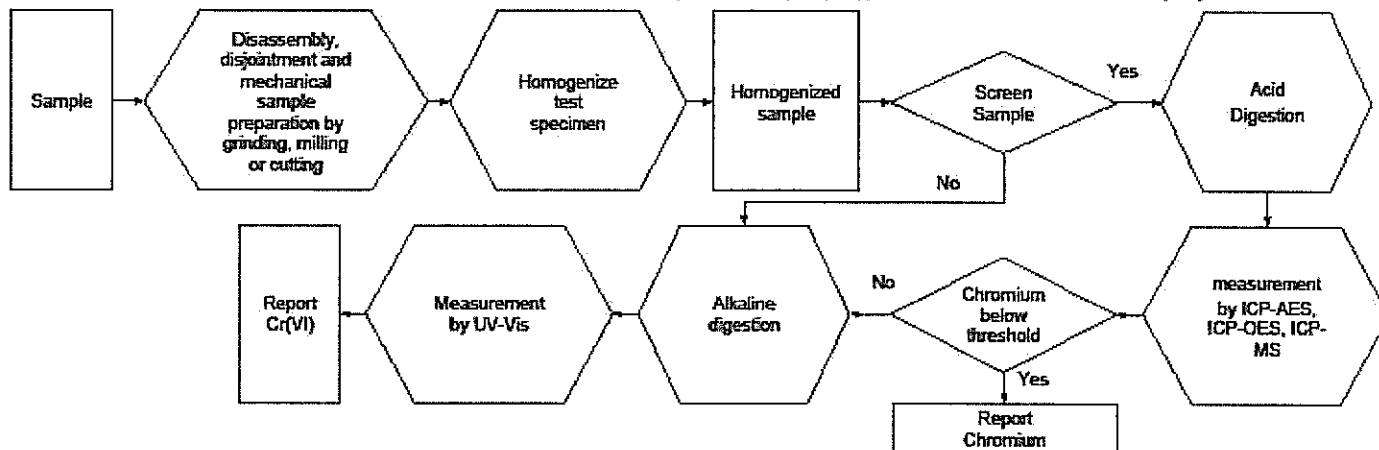 Sample
Disassembly,
disjointment and
mechanical
sample
preparation by
grinding, milling
or cutting
Homogenize
test
specimen
Homogenized
sample
Screen
Sample
Yes
No
Acid
Digestion
measurement
by ICP-AES,
ICP-OES, ICP-
MS
Chromium
below
threshold
No
Yes
Report
Chromium
Alkaline
digestion
Measurement
by UV-Vis
Report
Cr(VI)